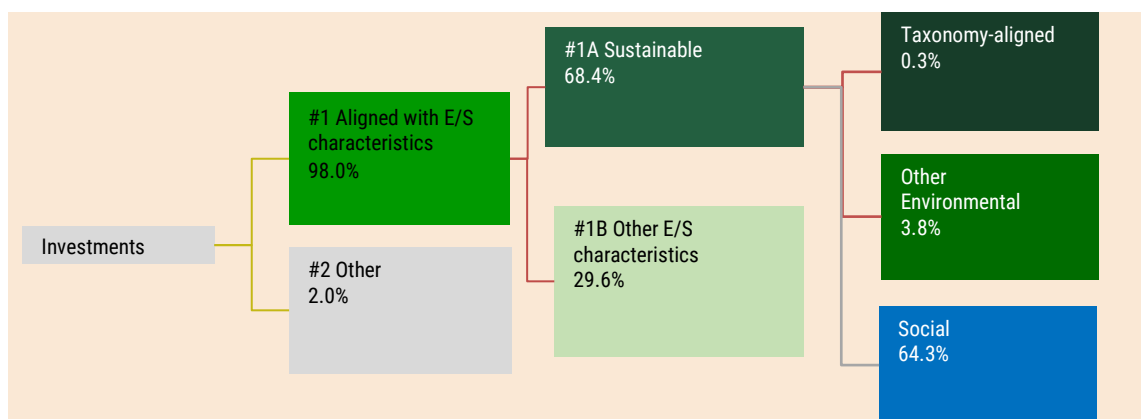 Investments
#1 Aligned with E/S
characteristics
98.0%
#2 Other
2.0%
#1A Sustainable
68.4%
#1B Other E/S
characteristics
29.6%
Taxonomy-aligned
0.3%
Other
Environmental
3.8%
Social
64.3%